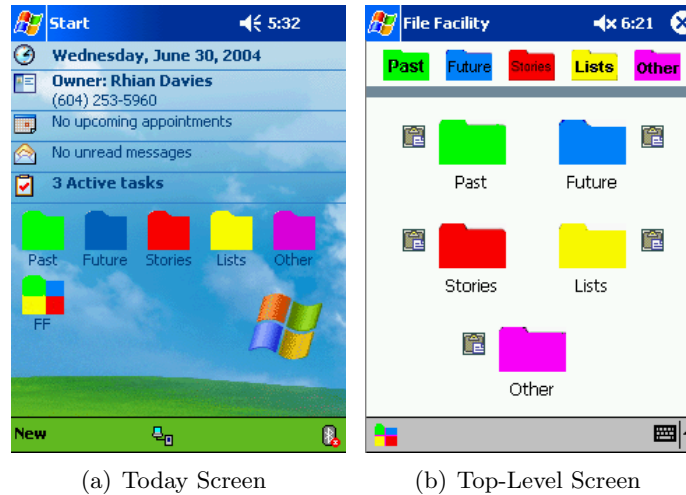 Start 5:32
Wednesday, June 30, 2004
Owner: Rhian Davies
(604) 253-5960
No upcoming appointments
No unread messages
3 Active tasks
Past Future Stories Lists Other
FF
New
(a) Today Screen
File Facility 6:21
Past Future Stories Lists Other
Past Future
Stories Lists
Other
(b) Top-Level Screen